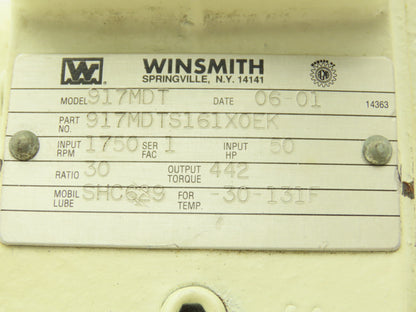 WINSMITH
SPRINGVILLE, N.Y. 14141
MODEL 917MDT DATE 06-01 14363
PART NO. 917MDTS161X0EK
INPUT RPM 1750 SER FAC 1 INPUT HP .50
RATIO 30 OUTPUT TORQUE 442
MOBIL LUBE SHC629 FOR TEMP. -30-131F